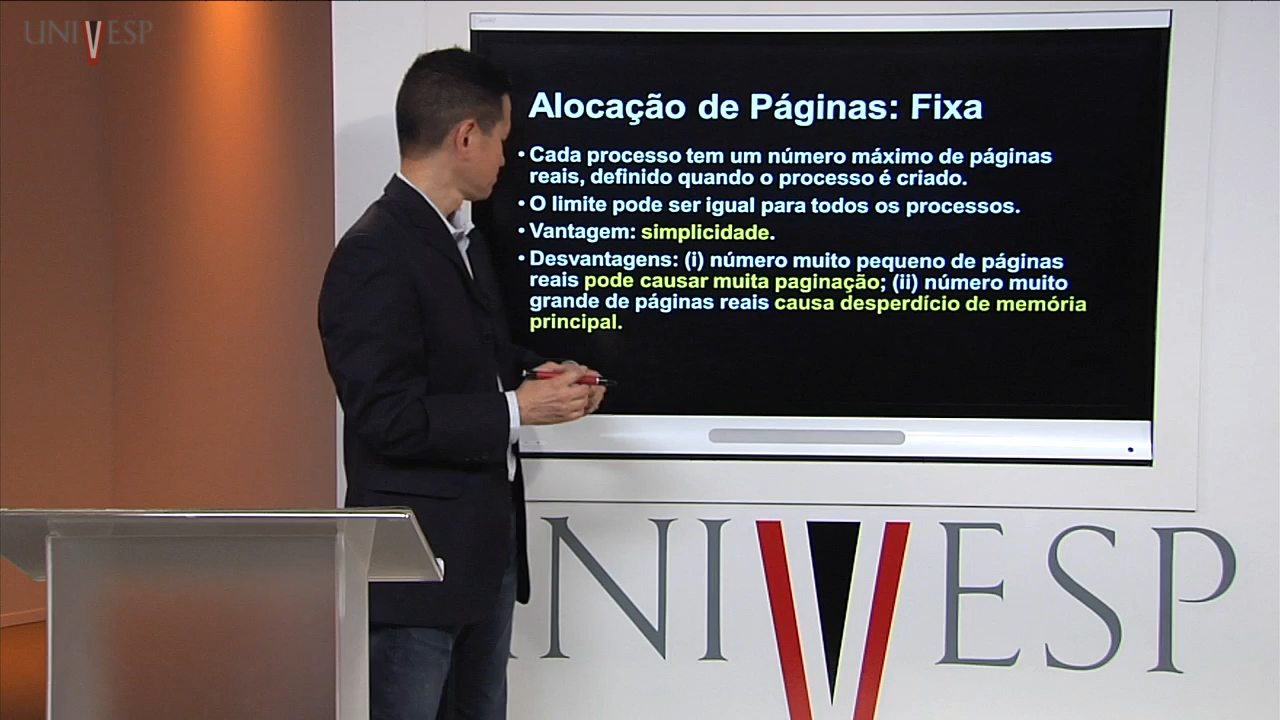 UNIVESP
Alocação de Páginas: Fixa
• Cada processo tem um número máximo de páginas
reais, definido quando o processo é criado.
• O limite pode ser igual para todos os processos.
• Vantagem: simplicidade.
• Desvantagens: (i) número muito pequeno de páginas
reais pode causar muita paginação; (ii) número muito
grande de páginas reais causa desperdício de memória
principal.
UNIVESP